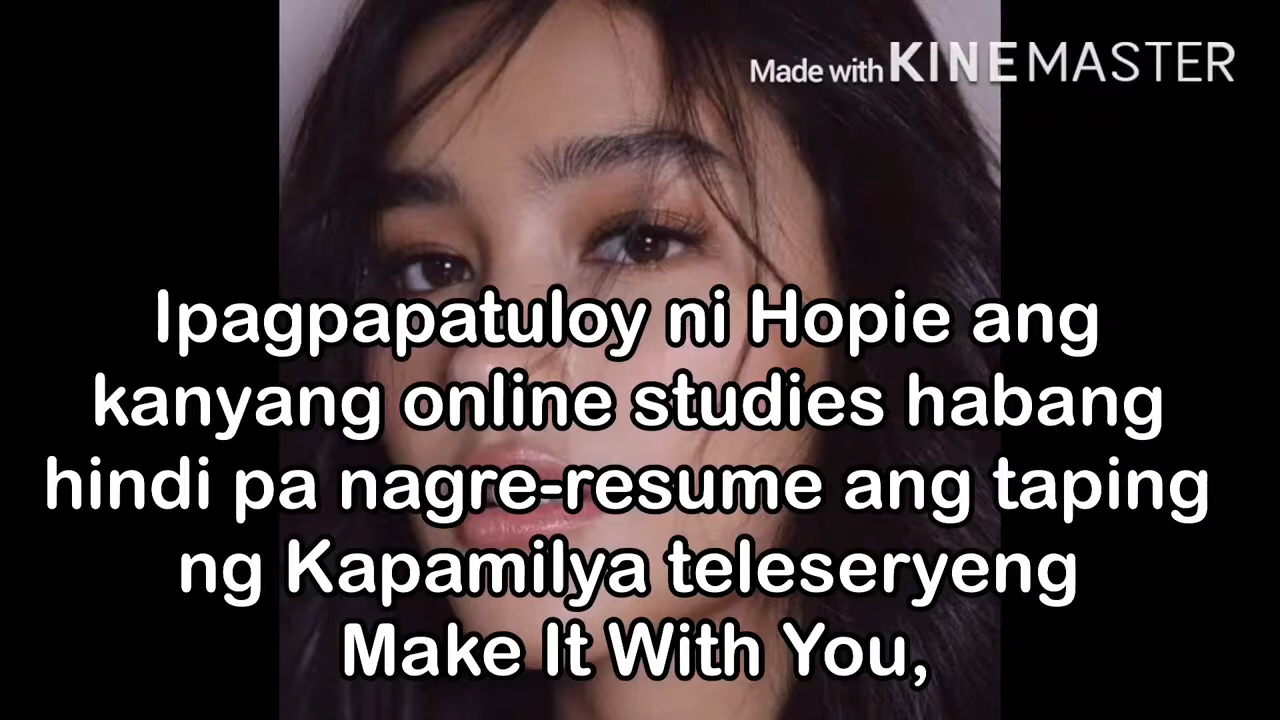 Made with KINEMASTER
Ipagpapatuloy ni Hopie ang
kanyang online studies habang
hindi pa nagre-resume ang taping
ng Kapamilya teleseryeng
Make It With You,